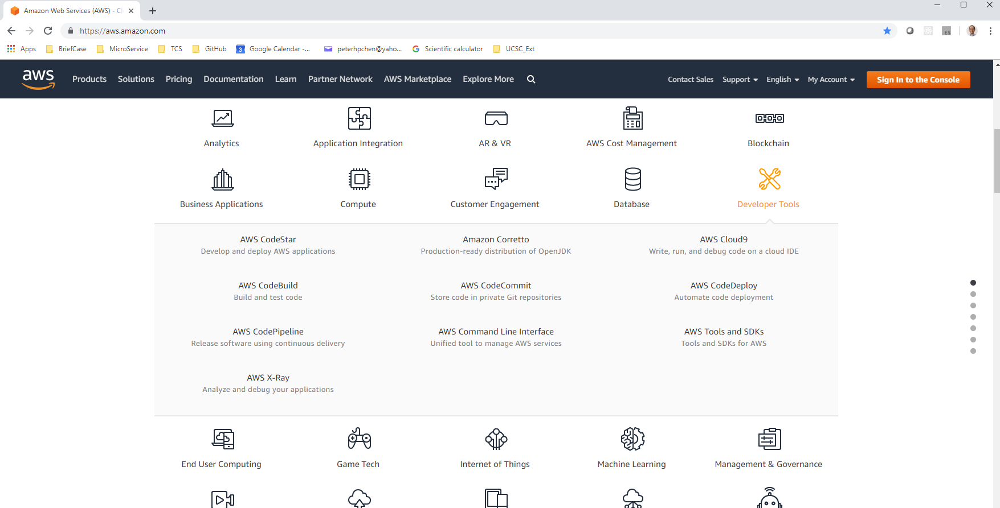 Amazon Web Services (AWS) - Cl
https://aws.amazon.com
Apps BriefCase MicroService TCS GitHub 3 Google Calendar -... peterhpchen@yaho... Scientific calculator UCSC_Ext
ES
aws Products Solutions Pricing Documentation Learn Partner Network AWS Marketplace Explore More Contact Sales Support English My Account Sign In to the Console
Analytics Application Integration AR & VR AWS Cost Management Blockchain
Business Applications Compute Customer Engagement Database Developer Tools
AWS CodeStar Amazon Corretto AWS Cloud9
Develop and deploy AWS applications Production-ready distribution of OpenJDK Write, run, and debug code on a cloud IDE
AWS CodeBuild AWS CodeCommit AWS CodeDeploy
Build and test code Store code in private Git repositories Automate code deployment
AWS CodePipeline AWS Command Line Interface AWS Tools and SDKs
Release software using continuous delivery Unified tool to manage AWS services Tools and SDKs for AWS
AWS X-Ray
Analyze and debug your applications
End User Computing Game Tech Internet of Things Machine Learning Management & Governance